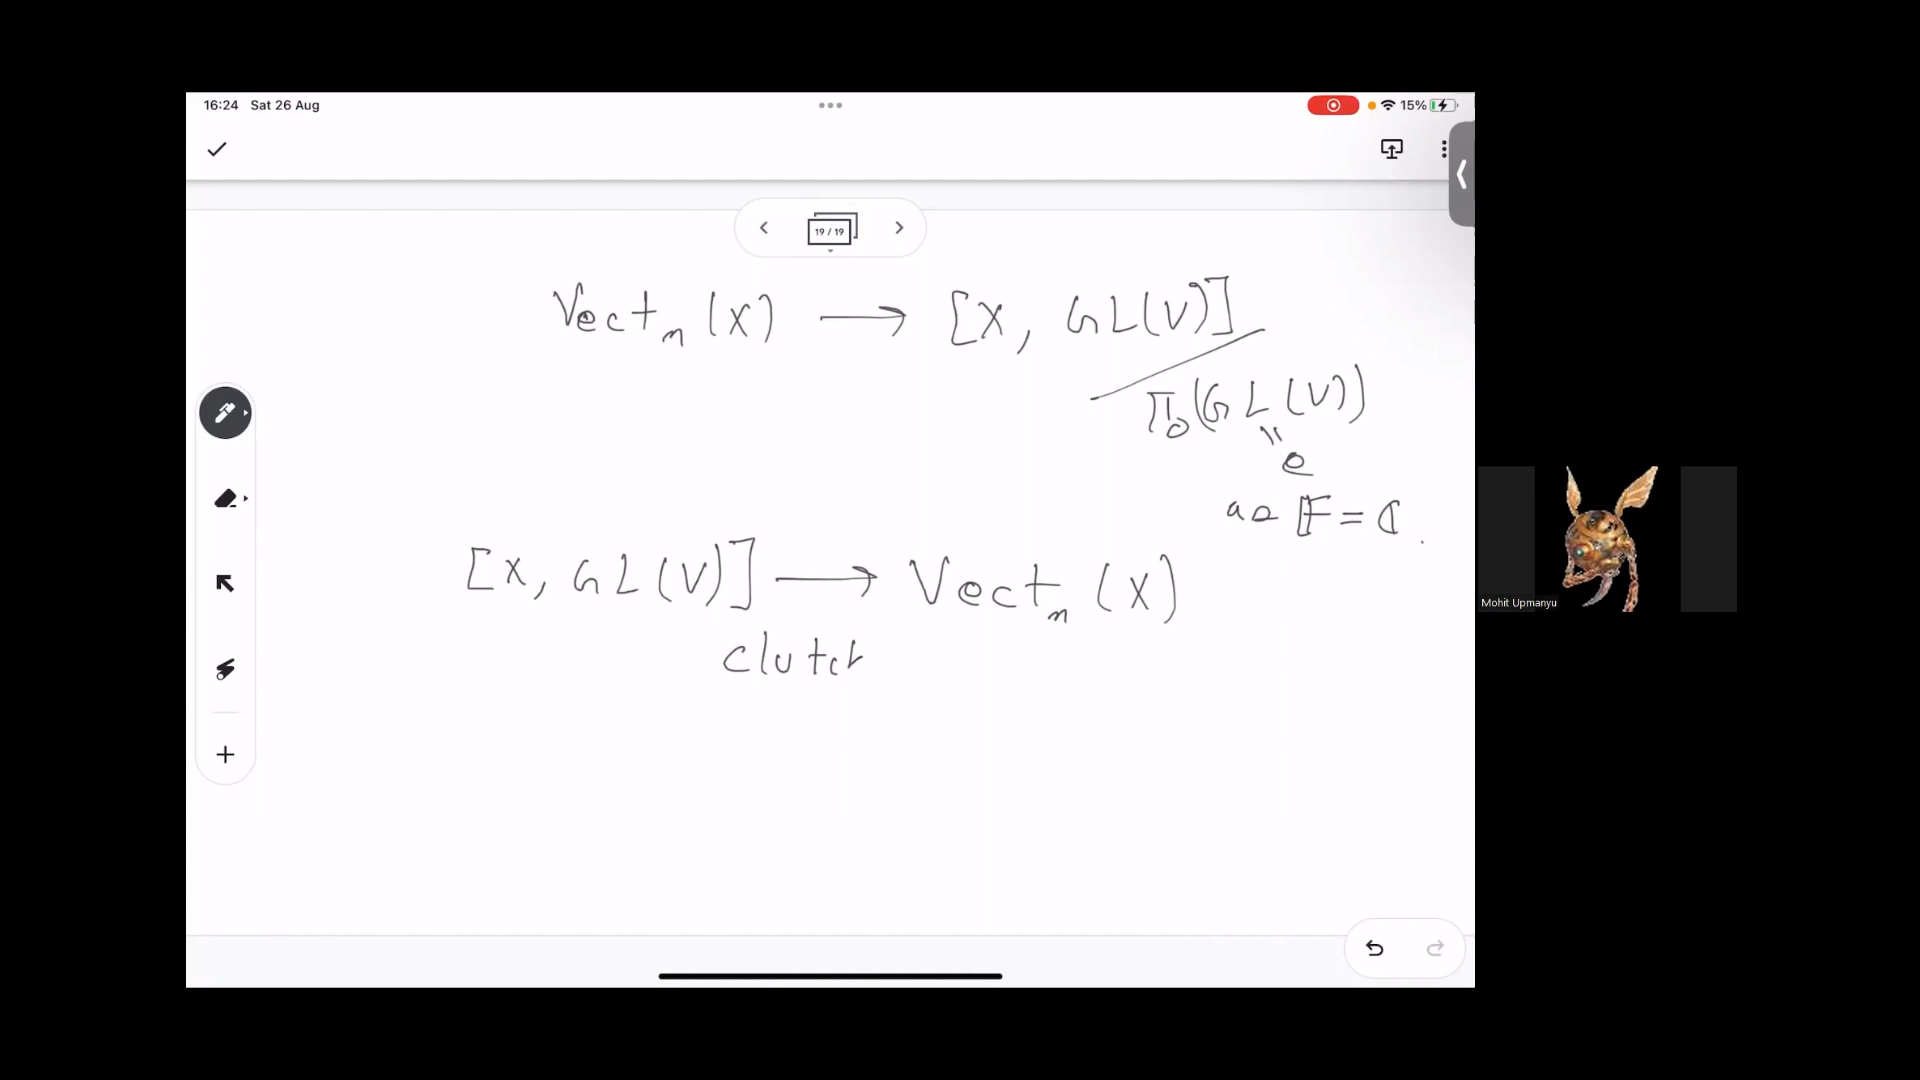 16:24 Sat 26 Aug 15%
19 / 19
Vect_n (X) ⟶ [X, GL(V)]
π_0(GL(V))
=
e
as 𝔽 = ℂ.
[X, GL(V)] ⟶ Vect_n (X)
clutch
Mohit Upmanyu